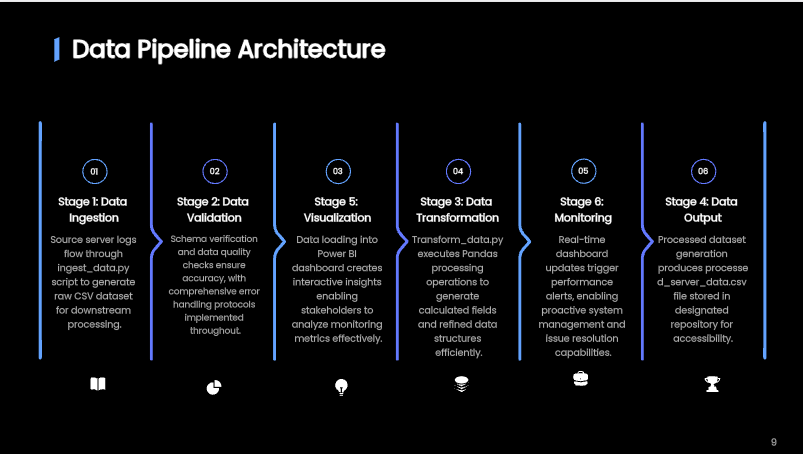 Data Pipeline Architecture
01
Stage 1: Data
Ingestion
Source server logs
flow through
ingest_data.py
script to generate
raw CSV dataset
for downstream
processing.
02
Stage 2: Data
Validation
Schema verification
and data quality
checks ensure
accuracy, with
comprehensive error
handling protocols
implemented
throughout.
03
Stage 5:
Visualization
Data loading into
Power BI
dashboard creates
interactive insights
enabling
stakeholders to
analyze monitoring
metrics effectively.
04
Stage 3: Data
Transformation
Transform_data.py
executes Pandas
processing
operations to
generate
calculated fields
and refined data
structures
efficiently.
05
Stage 6:
Monitoring
Real-time
dashboard
updates trigger
performance
alerts, enabling
proactive system
management and
issue resolution
capabilities.
06
Stage 4: Data
Output
Processed dataset
generation
produces processe
d_server_data.csv
file stored in
designated
repository for
accessibility.
9